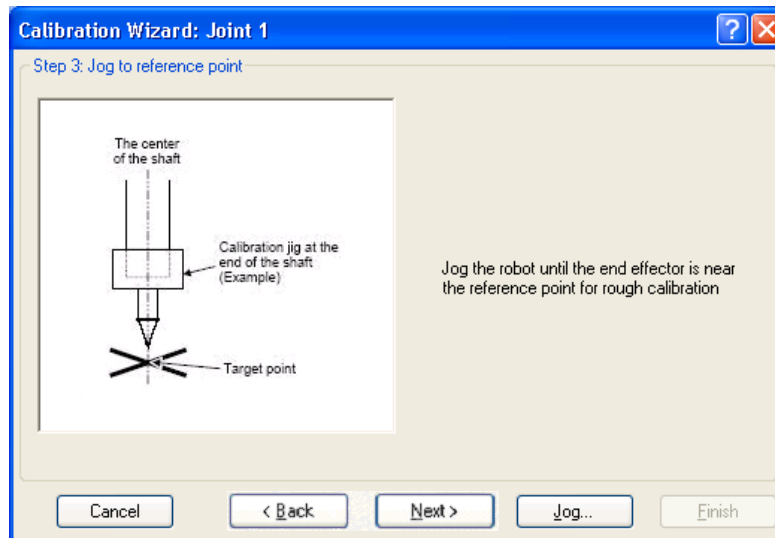 Calibration Wizard: Joint 1
Step 3: Jog to reference point
The center
of the shaft
Calibration jig at the
end of the shaft
(Example)
Target point
Jog the robot until the end effector is near
the reference point for rough calibration
Cancel
< Back
Next >
Jog...
Finish